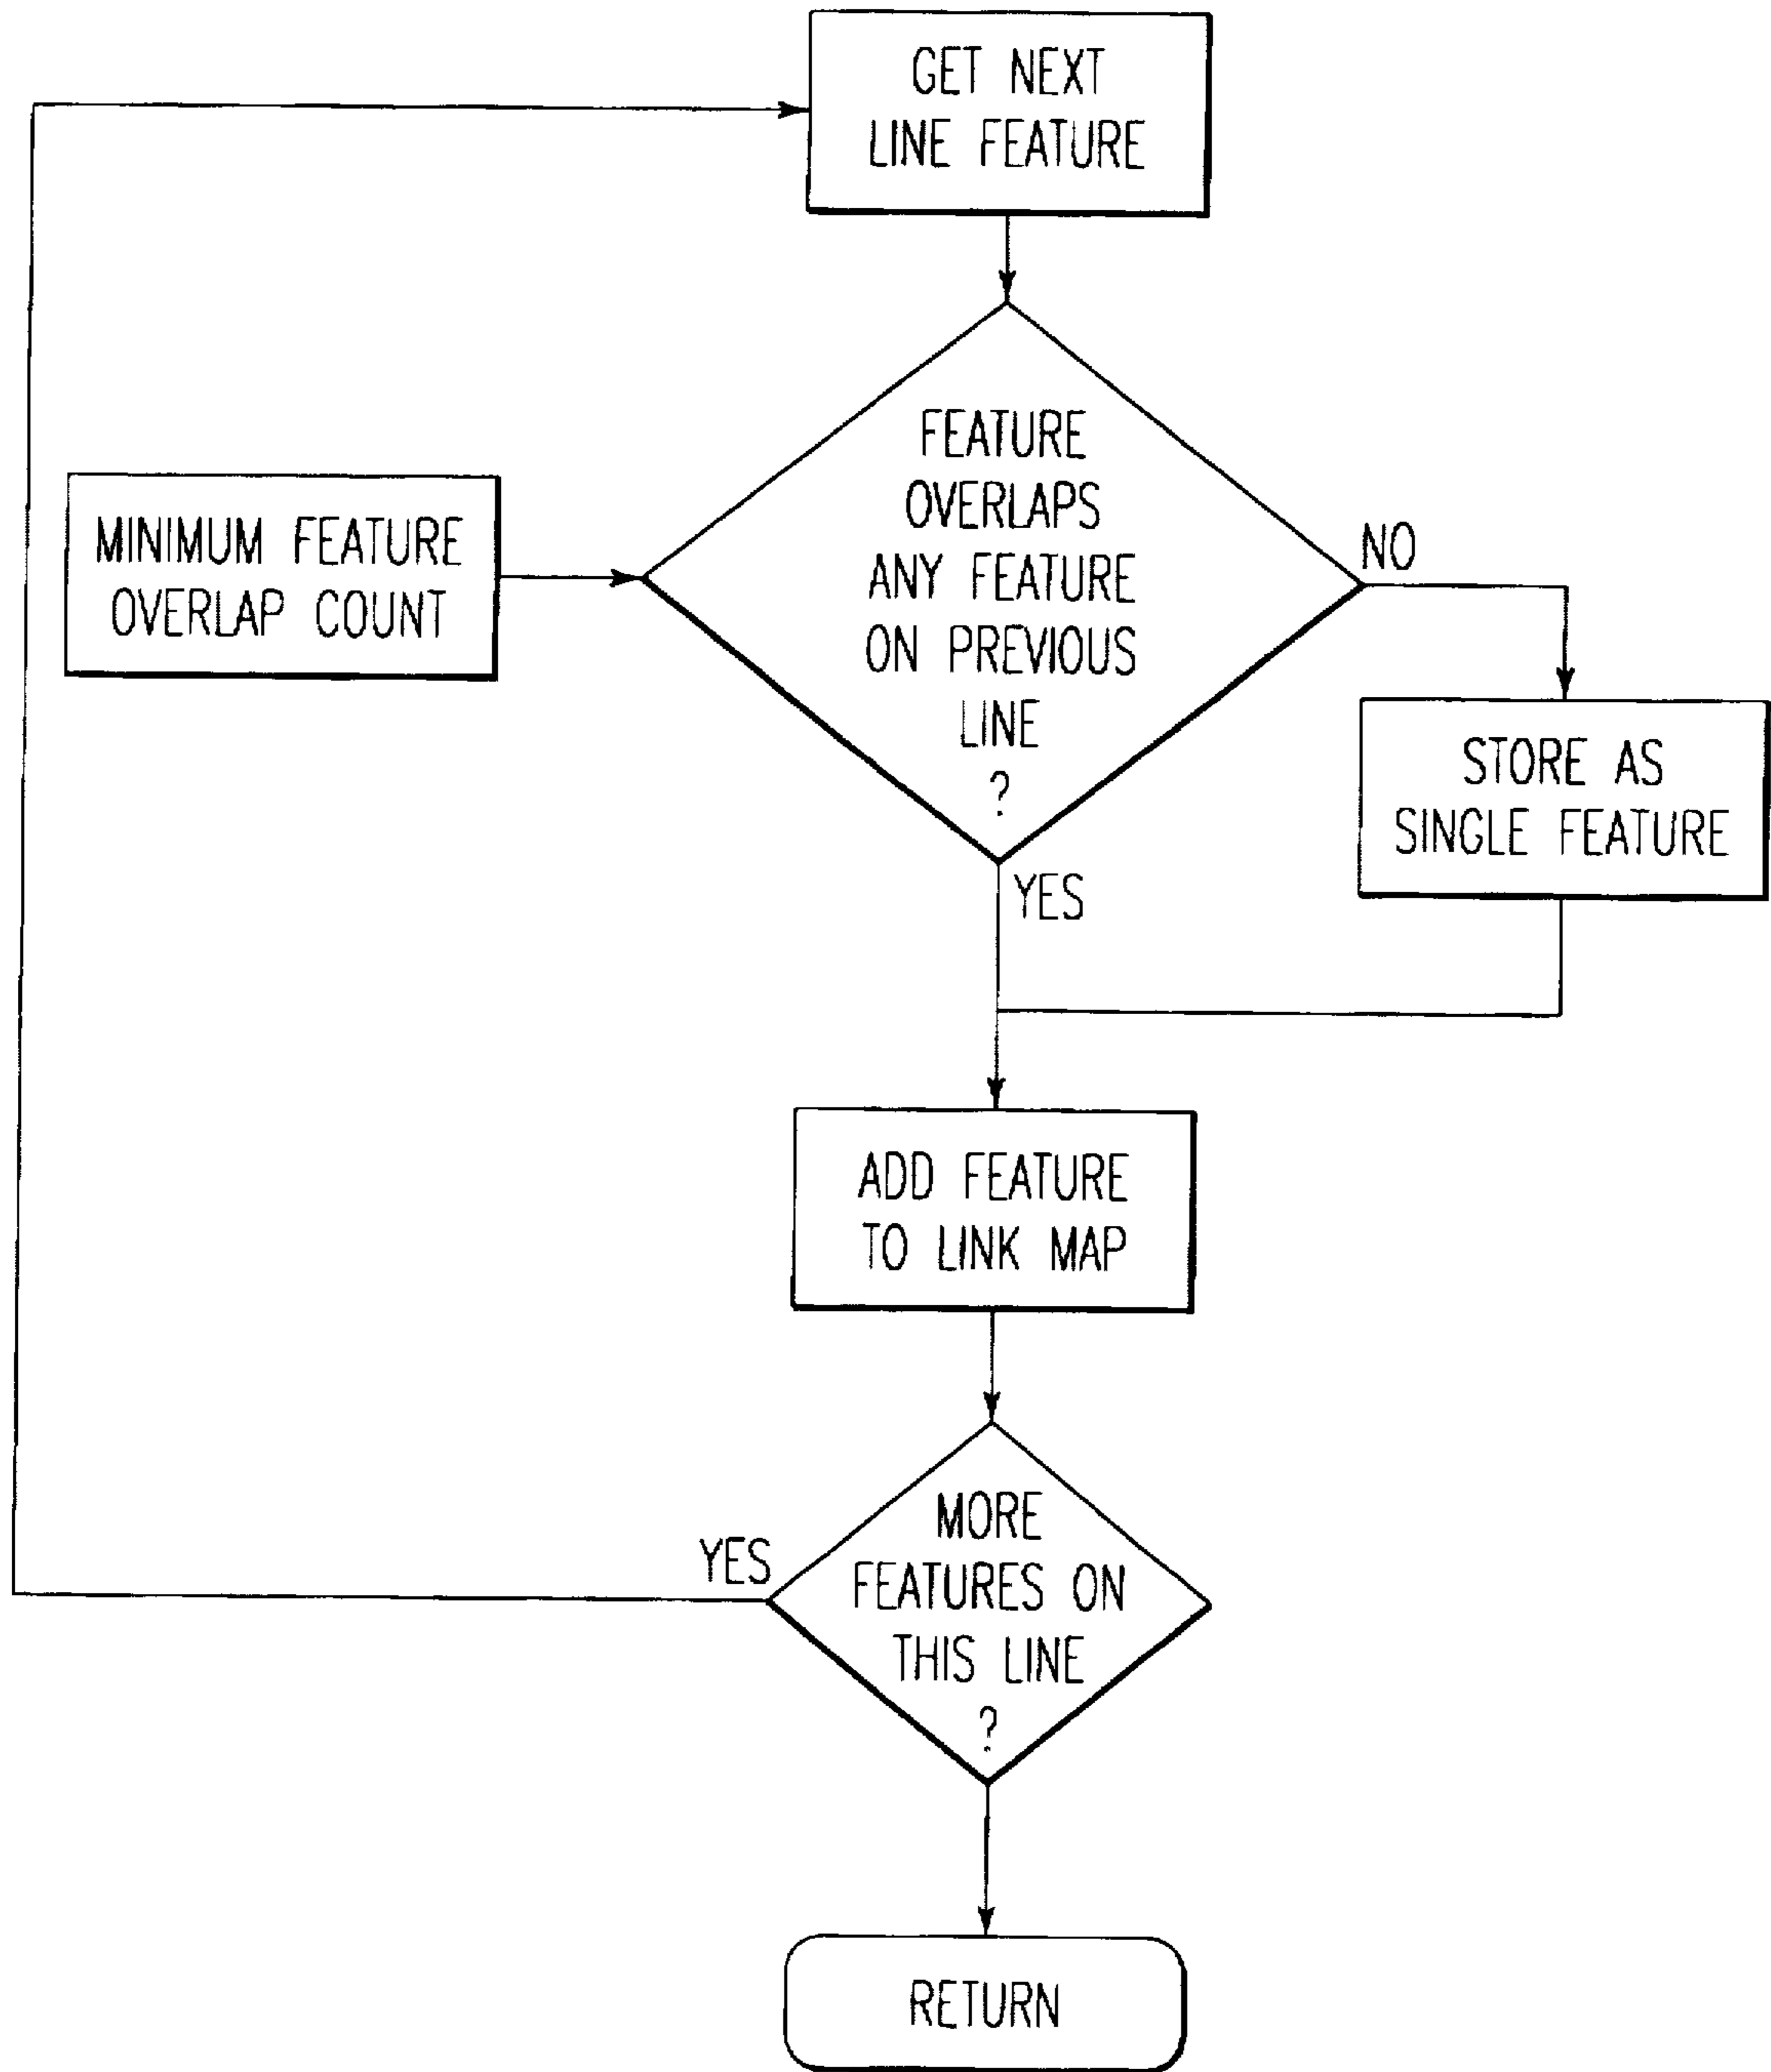 GET NEXT
LINE FEATURE
FEATURE
OVERLAPS
ANY FEATURE
ON PREVIOUS
LINE
?
MINIMUM FEATURE
OVERLAP COUNT
NO
STORE AS
SINGLE FEATURE
YES
ADD FEATURE
TO LINK MAP
MORE
FEATURES ON
THIS LINE
?
YES
RETURN